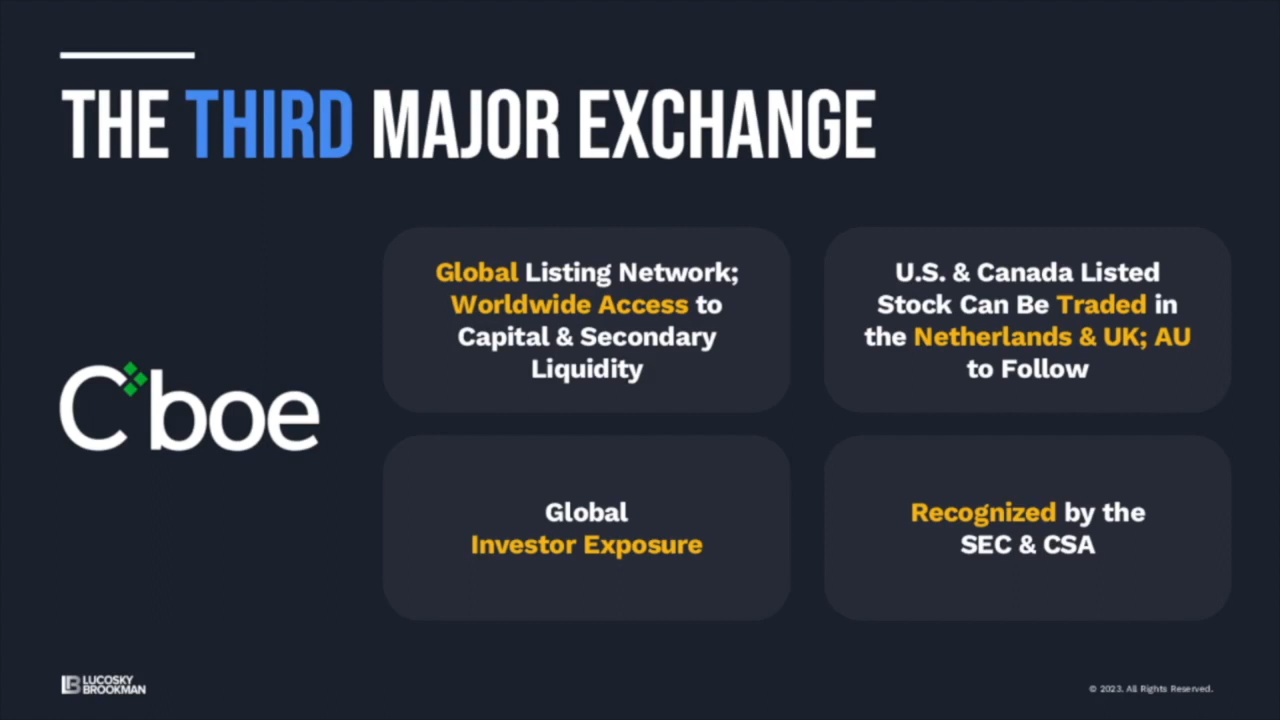 THE THIRD MAJOR EXCHANGE
Cboe
Global Listing Network;
Worldwide Access to
Capital & Secondary
Liquidity
U.S. & Canada Listed
Stock Can Be Traded in
the Netherlands & UK; AU
to Follow
Global
Investor Exposure
Recognized by the
SEC & CSA
LB LUCOSKY
BROOKMAN
© 2023. All Rights Reserved.